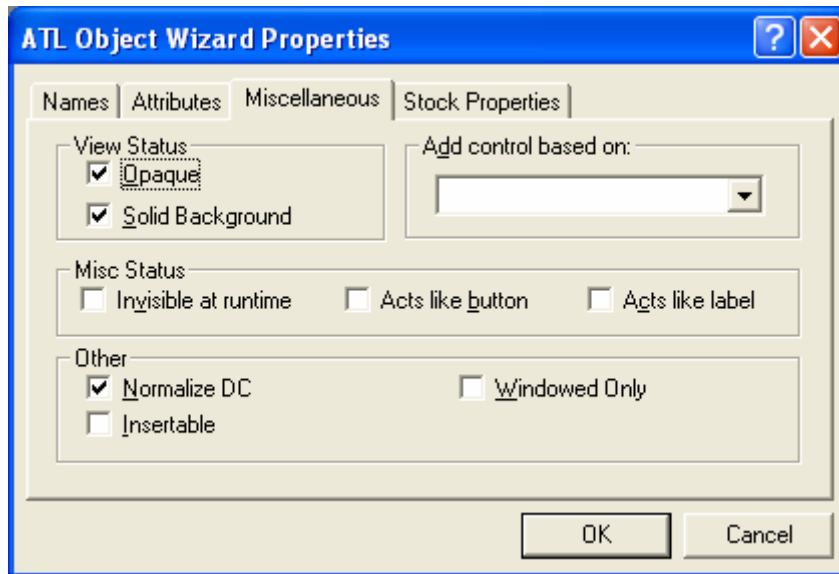 ATL Object Wizard Properties
Names Attributes Miscellaneous Stock Properties
View Status
Opaque
Solid Background
Add control based on:
Misc Status
Invisible at runtime Acts like button Acts like label
Other
Normalize DC Windowed Only
Insertable
OK Cancel